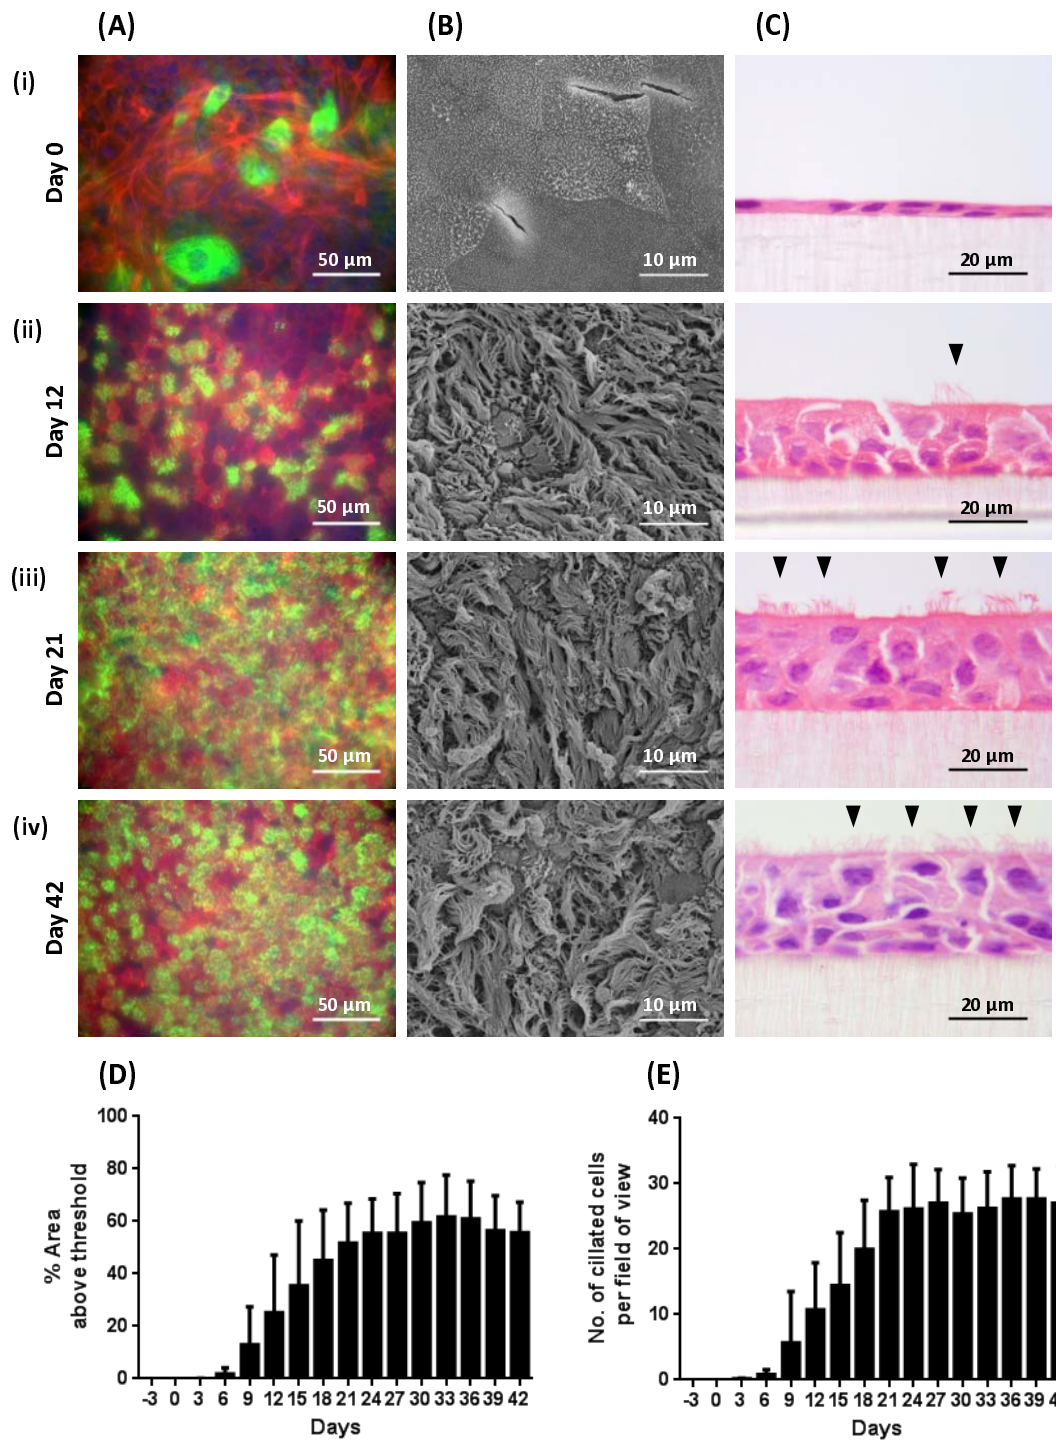 (A) (B) (C)
(i)
Day 0
50 µm 10 µm 20 µm
(ii)
Day 12
50 µm 10 µm 20 µm
(iii)
Day 21
50 µm 10 µm 20 µm
(iv)
Day 42
50 µm 10 µm 20 µm
(D) (E)
% Area
above threshold
100
80
60
40
20
0
-3 0 3 6 9 12 15 18 21 24 27 30 33 36 39 42
Days
No. of cillated cells
per field of view
40
30
20
10
0
-3 0 3 6 9 12 15 18 21 24 27 30 33 36 39 4
Days